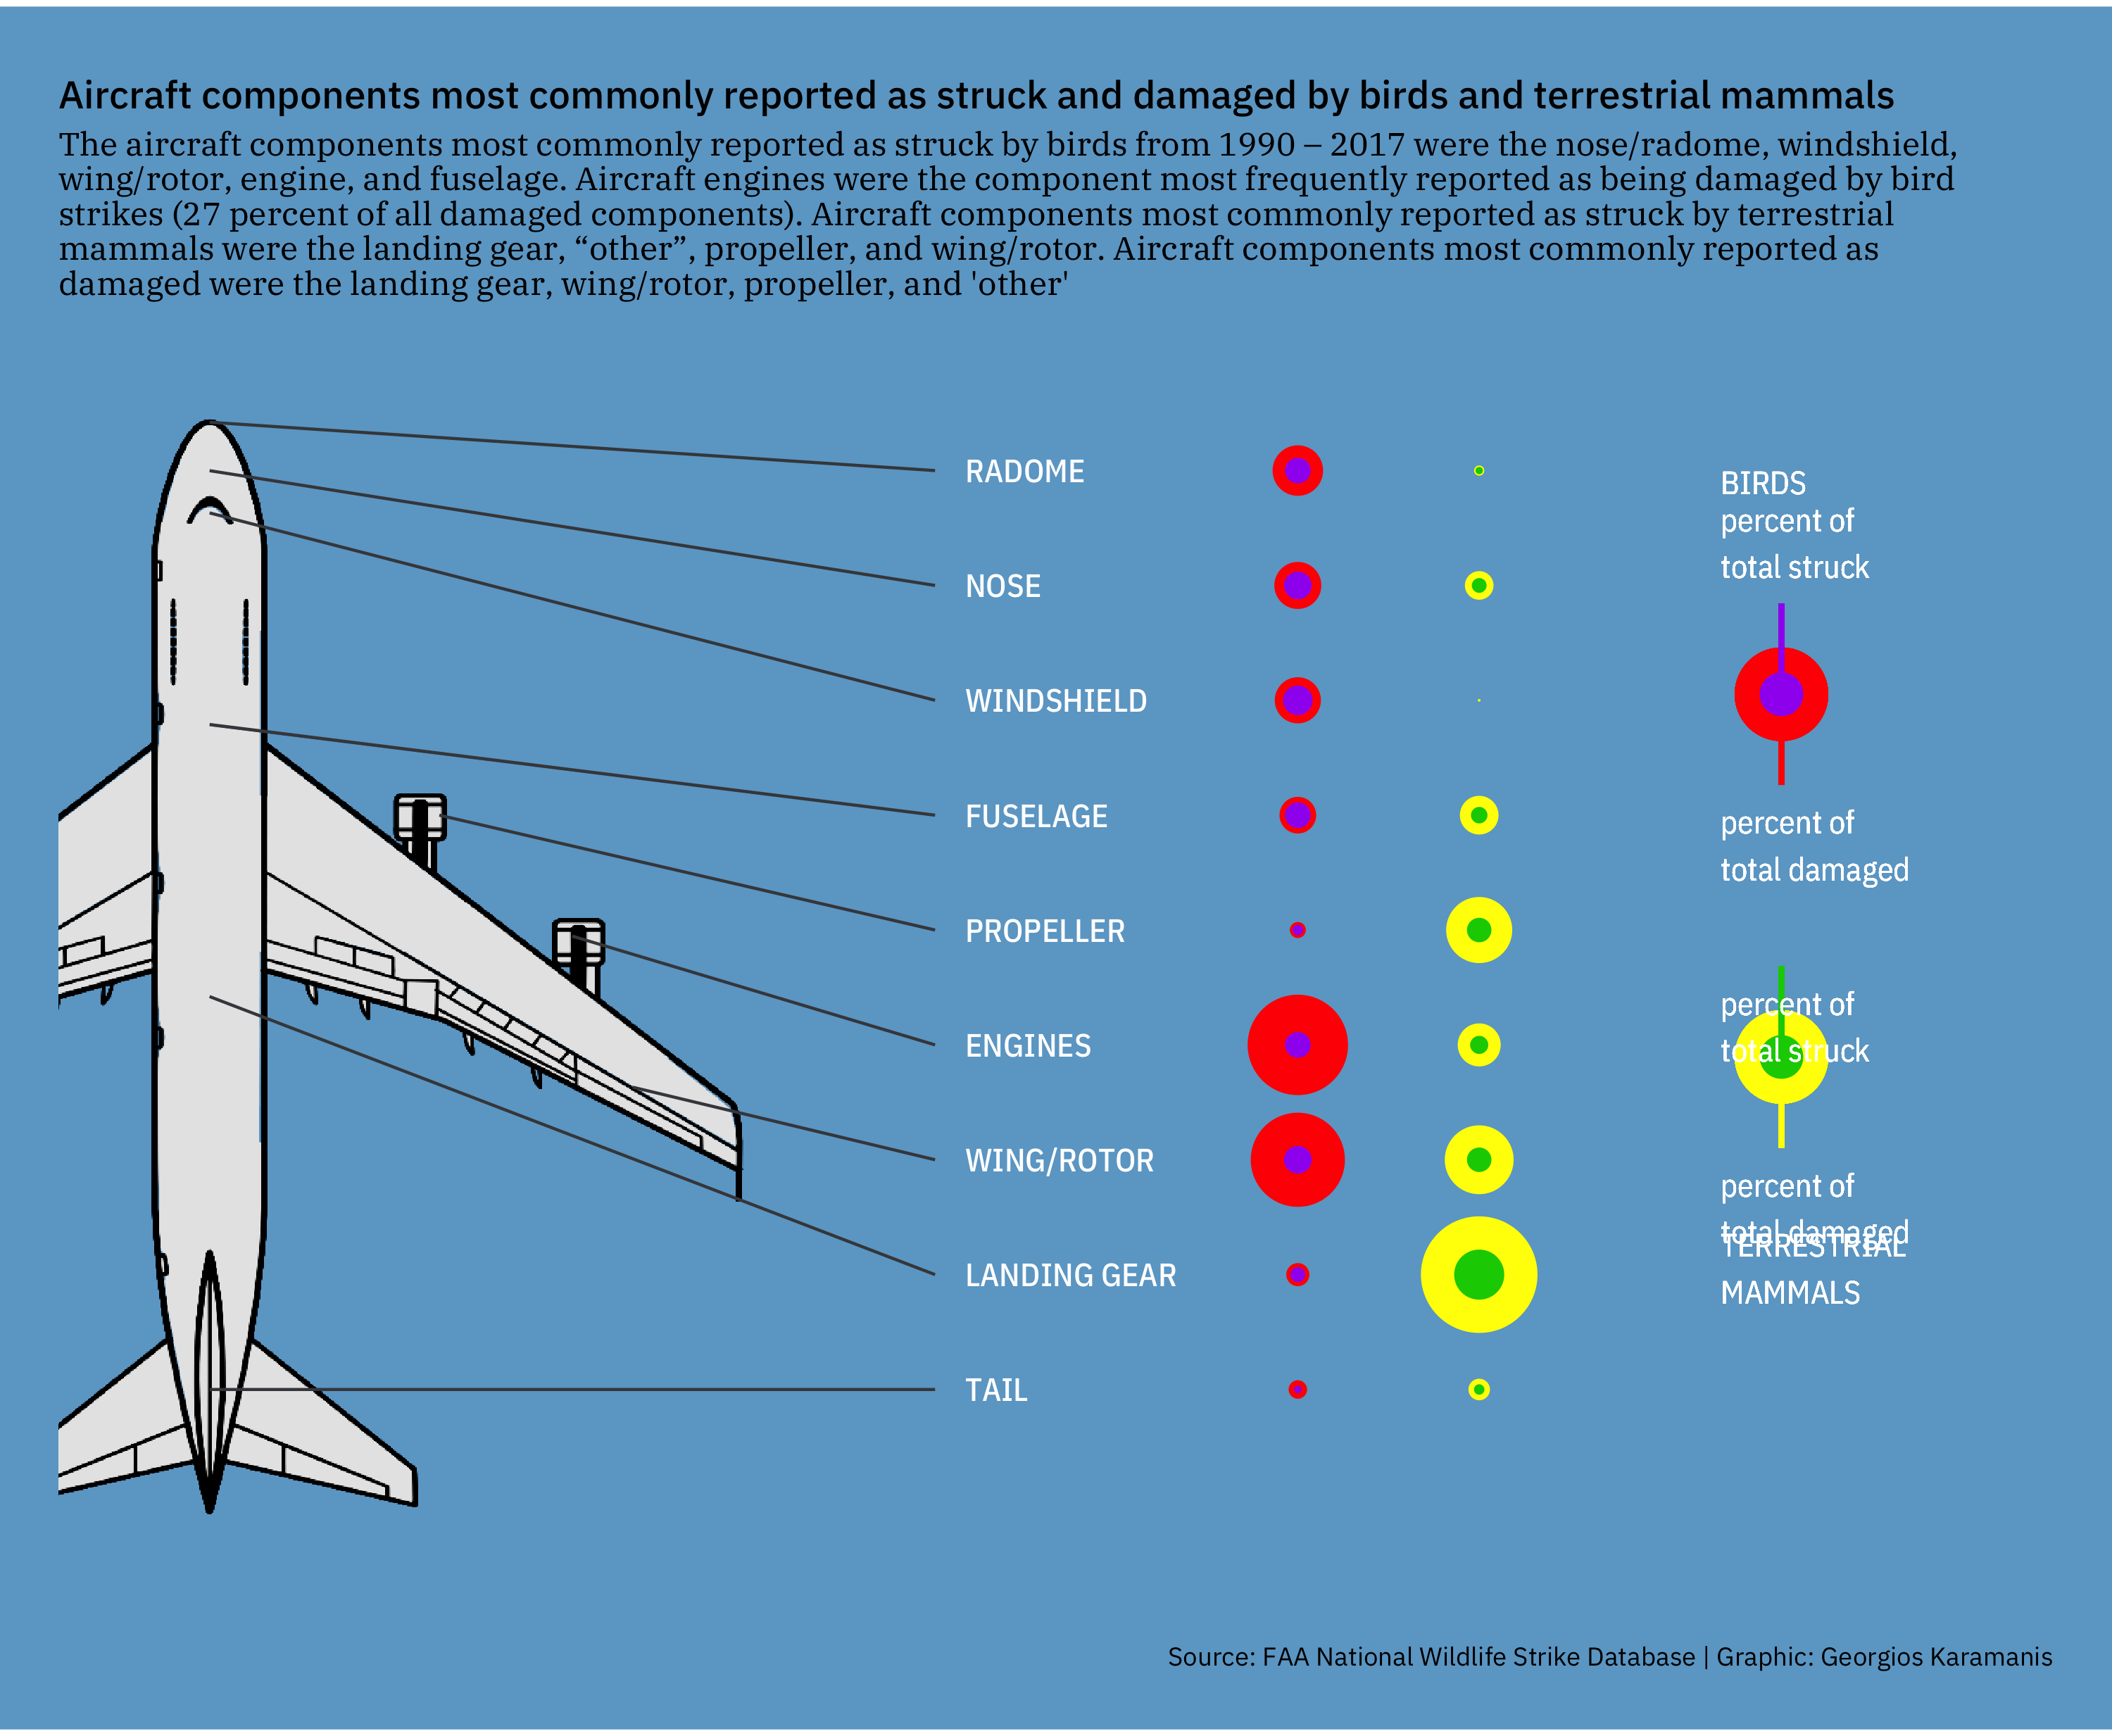 Aircraft components most commonly reported as struck and damaged by birds and terrestrial mammals
The aircraft components most commonly reported as struck by birds from 1990 – 2017 were the nose/radome, windshield,
wing/rotor, engine, and fuselage. Aircraft engines were the component most frequently reported as being damaged by bird
strikes (27 percent of all damaged components). Aircraft components most commonly reported as struck by terrestrial
mammals were the landing gear, “other”, propeller, and wing/rotor. Aircraft components most commonly reported as
damaged were the landing gear, wing/rotor, propeller, and 'other'
RADOME
NOSE
WINDSHIELD
FUSELAGE
PROPELLER
ENGINES
WING/ROTOR
LANDING GEAR
TAIL
BIRDS
percent of
total struck
percent of
total damaged
percent of
total struck
percent of
total damaged
TERRESTRIAL
MAMMALS
Source: FAA National Wildlife Strike Database | Graphic: Georgios Karamanis